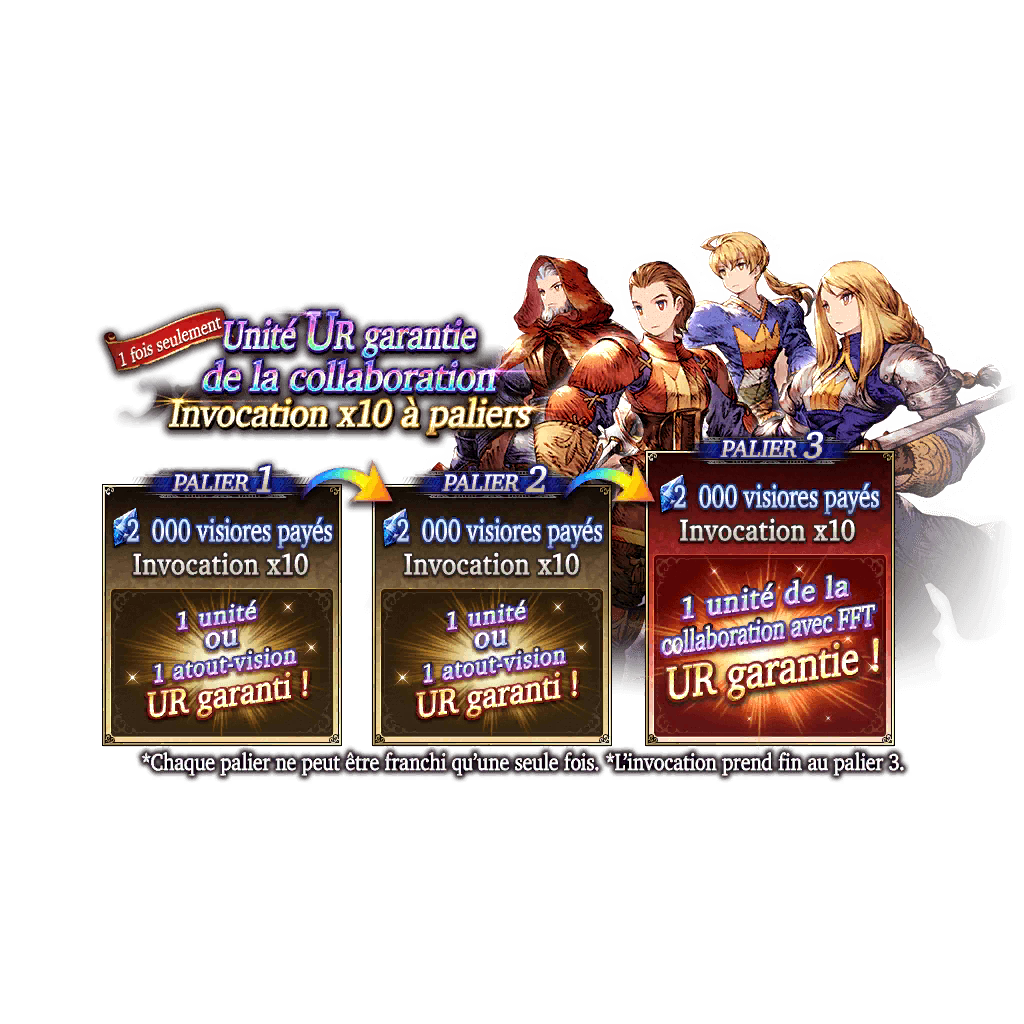 1 fois seulement
Unité UR garantie
de la collaboration
Invocation x10 à paliers
PALIER 1
2 000 visiores payés
Invocation x10
1 unité
ou
1 atout-vision
UR garanti !
PALIER 2
2 000 visiores payés
Invocation x10
1 unité
ou
1 atout-vision
UR garanti !
PALIER 3
2 000 visiores payés
Invocation x10
1 unité de la
collaboration avec FFT
UR garantie !
*Chaque palier ne peut être franchi qu'une seule fois. *L'invocation prend fin au palier 3.